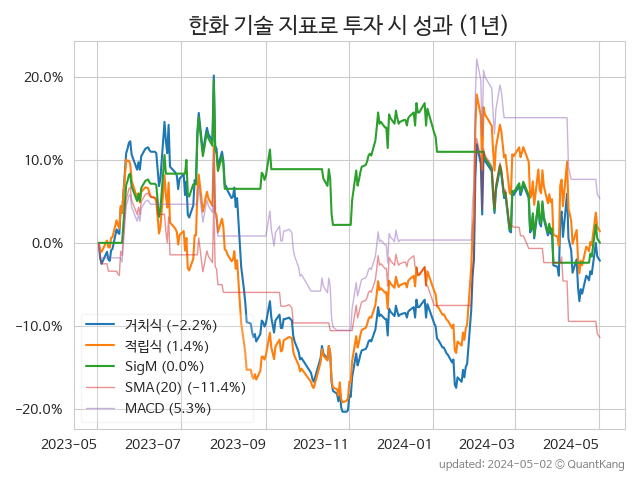 한화 기술 지표로 투자 시 성과 (1년)
20.0%
10.0%
0.0%
−10.0%
−20.0%
거치식 (−2.2%)
적립식 (1.4%)
SigM (0.0%)
SMA(20) (−11.4%)
MACD (5.3%)
2023-05
2023-07
2023-09
2023-11
2024-01
2024-03
2024-05
updated: 2024-05-02 © QuantKang